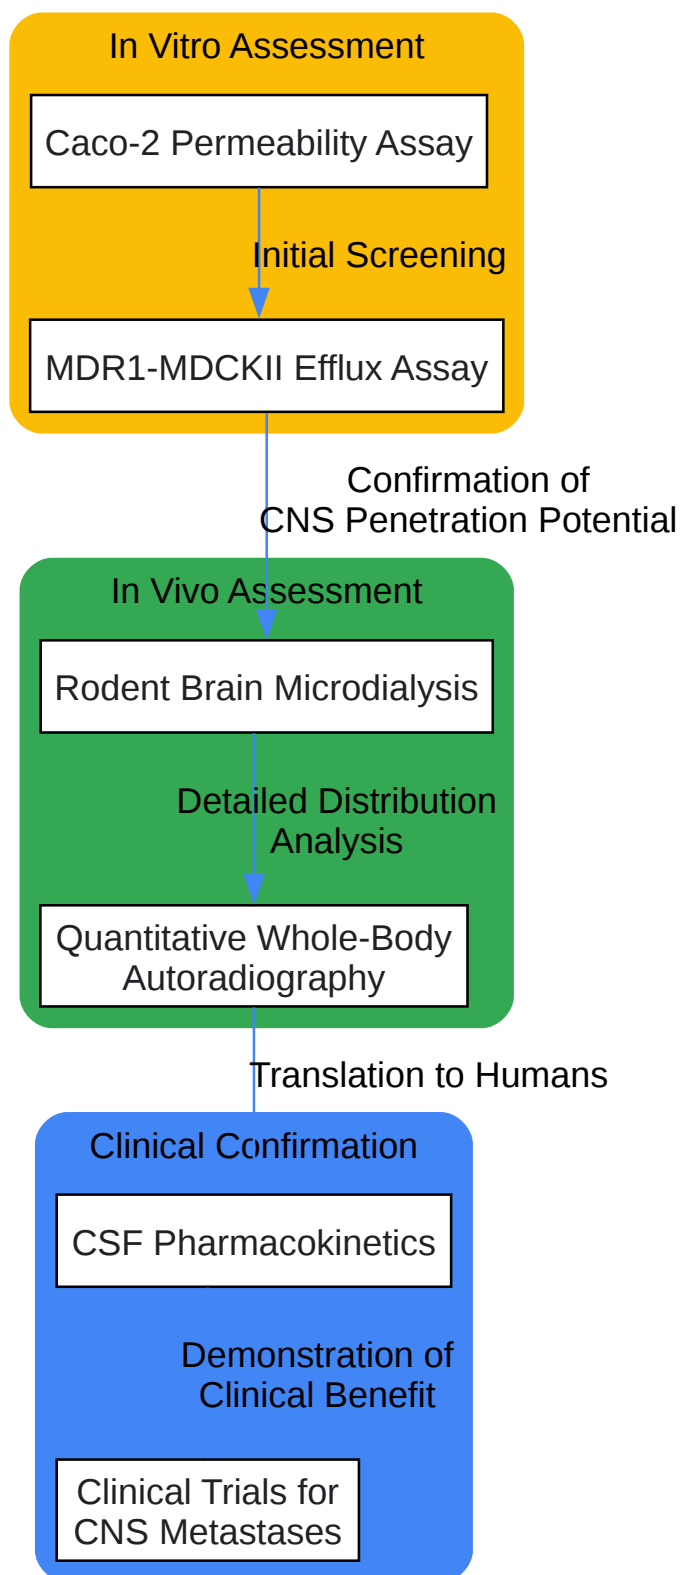 In Vitro Assessment
Caco-2 Permeability Assay
Initial Screening
MDR1-MDCKII Efflux Assay
Confirmation of
CNS Penetration Potential
In Vivo Assessment
Rodent Brain Microdialysis
Detailed Distribution
Analysis
Quantitative Whole-Body
Autoradiography
Translation to Humans
Clinical Confirmation
CSF Pharmacokinetics
Demonstration of
Clinical Benefit
Clinical Trials for
CNS Metastases